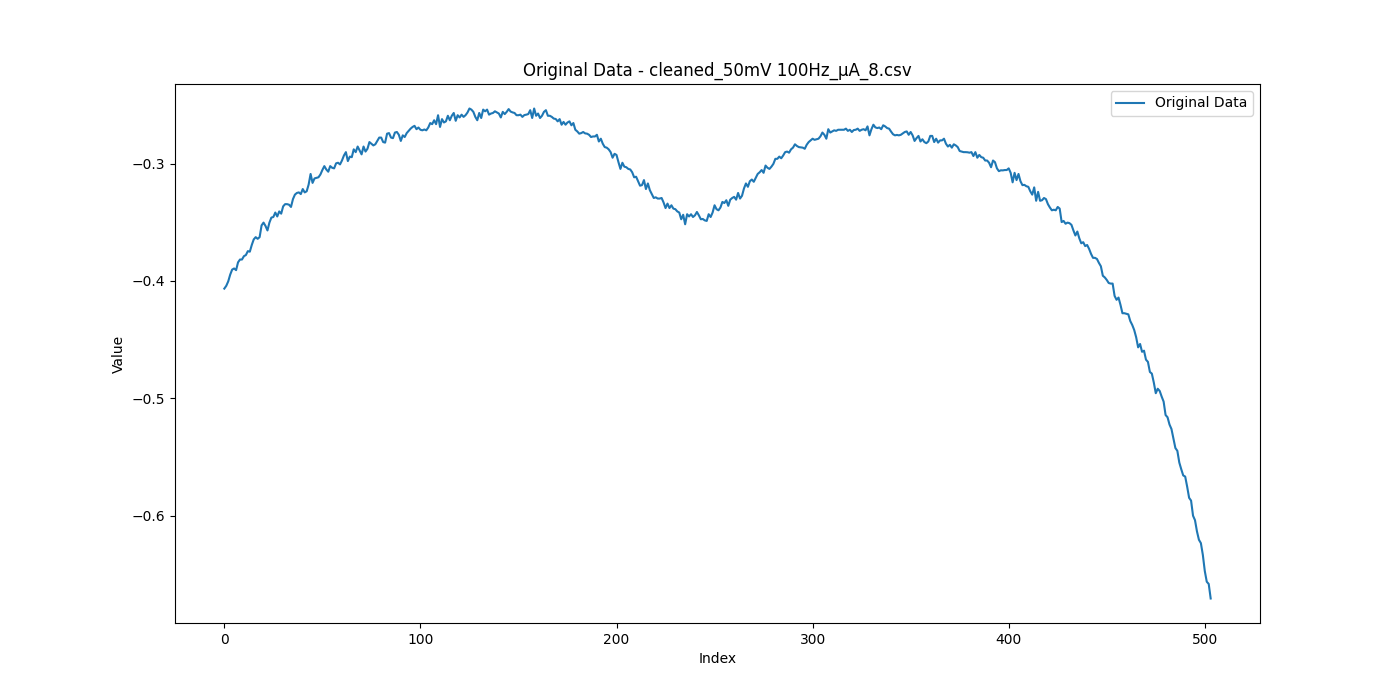 Original Data - cleaned_50mV 100Hz_µA_8.csv
Original Data
−0.3
−0.4
−0.5
−0.6
Value
0 100 200 300 400 500
Index